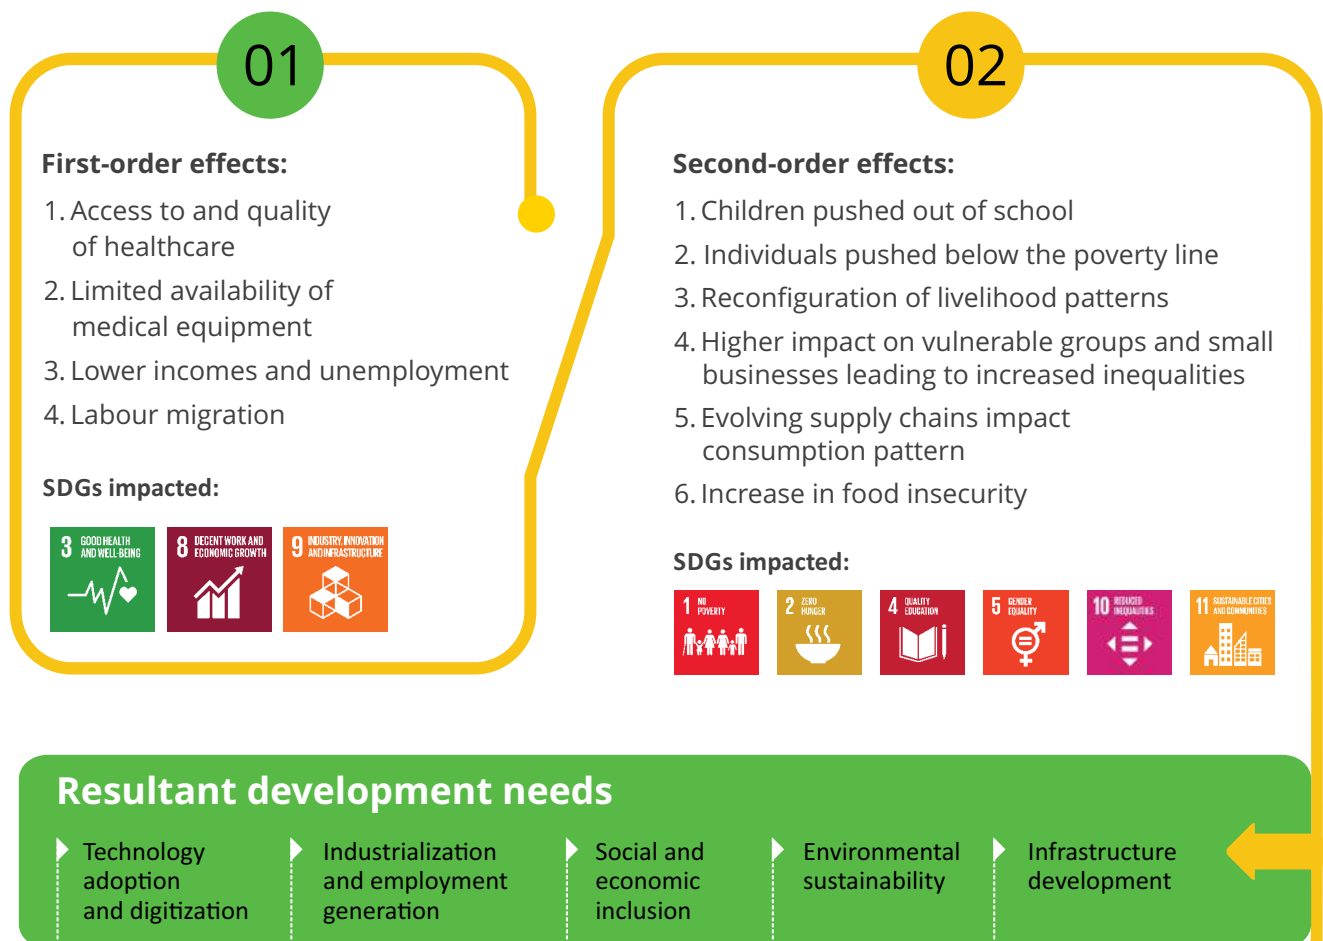 01
First-order effects:
1. Access to and quality
of healthcare
2. Limited availability of
medical equipment
3. Lower incomes and unemployment
4. Labour migration
SDGs impacted:
3 GOOD HEALTH
AND WELL-BEING
8 DECENT WORK AND
ECONOMIC GROWTH
9 INDUSTRY, INNOVATION
AND INFRASTRUCTURE
02
Second-order effects:
1. Children pushed out of school
2. Individuals pushed below the poverty line
3. Reconfiguration of livelihood patterns
4. Higher impact on vulnerable groups and small
businesses leading to increased inequalities
5. Evolving supply chains impact
consumption pattern
6. Increase in food insecurity
SDGs impacted:
1 NO
POVERTY
2 ZERO
HUNGER
4 QUALITY
EDUCATION
5 GENDER
EQUALITY
10 REDUCED
INEQUALITIES
11 SUSTAINABLE CITIES
AND COMMUNITIES
Resultant development needs
Technology
adoption
and digitization
Industrialization
and employment
generation
Social and
economic
inclusion
Environmental
sustainability
Infrastructure
development